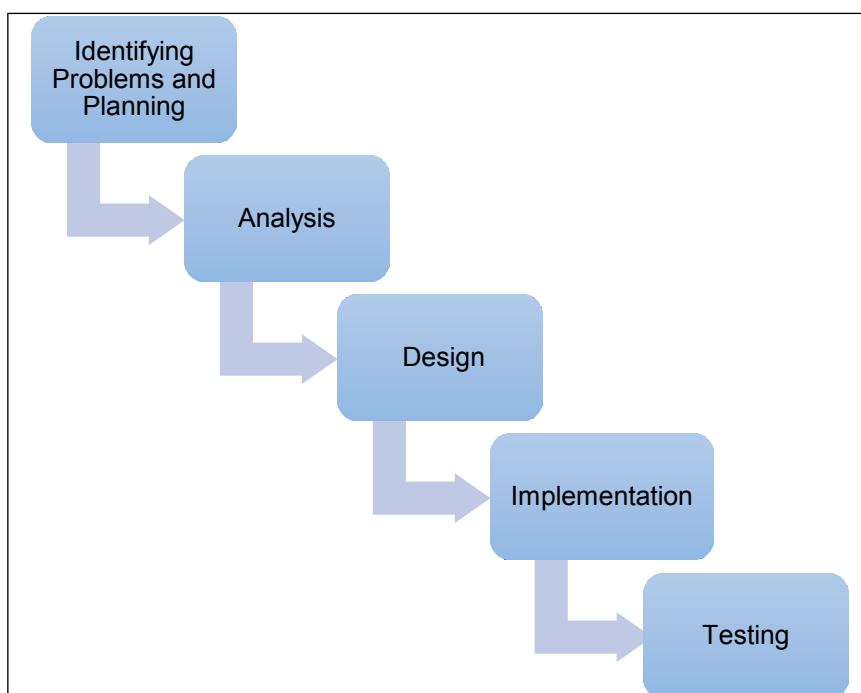 Identifying
Problems and
Planning
Analysis
Design
Implementation
Testing